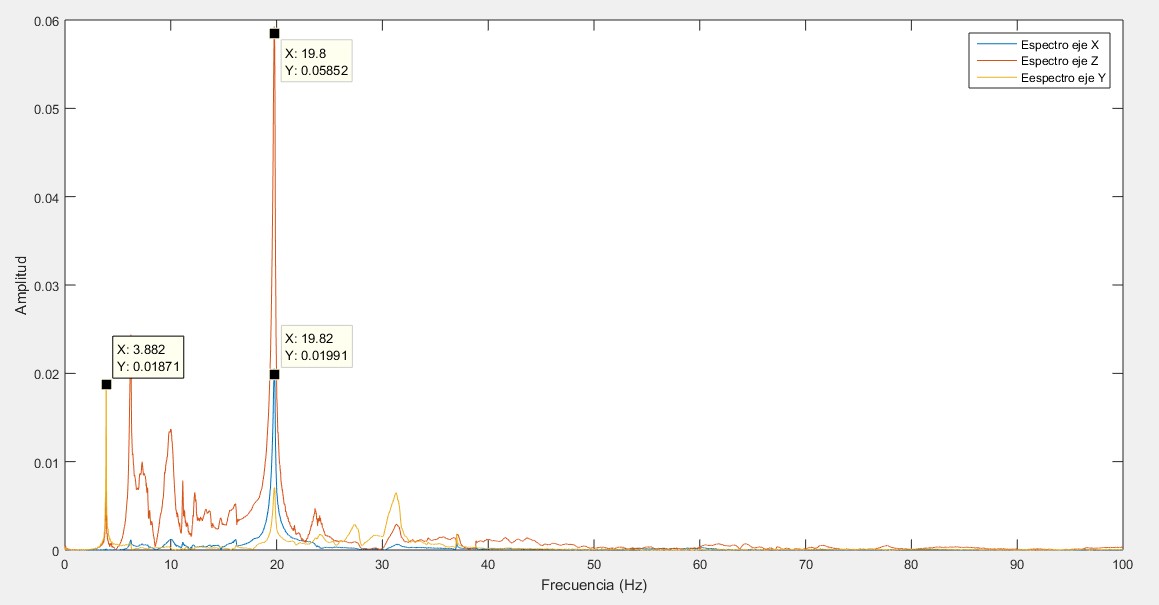 0.06
0.05
0.04
0.03
0.02
0.01
0
Amplitud
X: 19.8
Y: 0.05852
X: 19.82
Y: 0.01991
X: 3.882
Y: 0.01871
Espectro eje X
Espectro eje Z
Eespectro eje Y
0 10 20 30 40 50 60 70 80 90 100
Frecuencia (Hz)